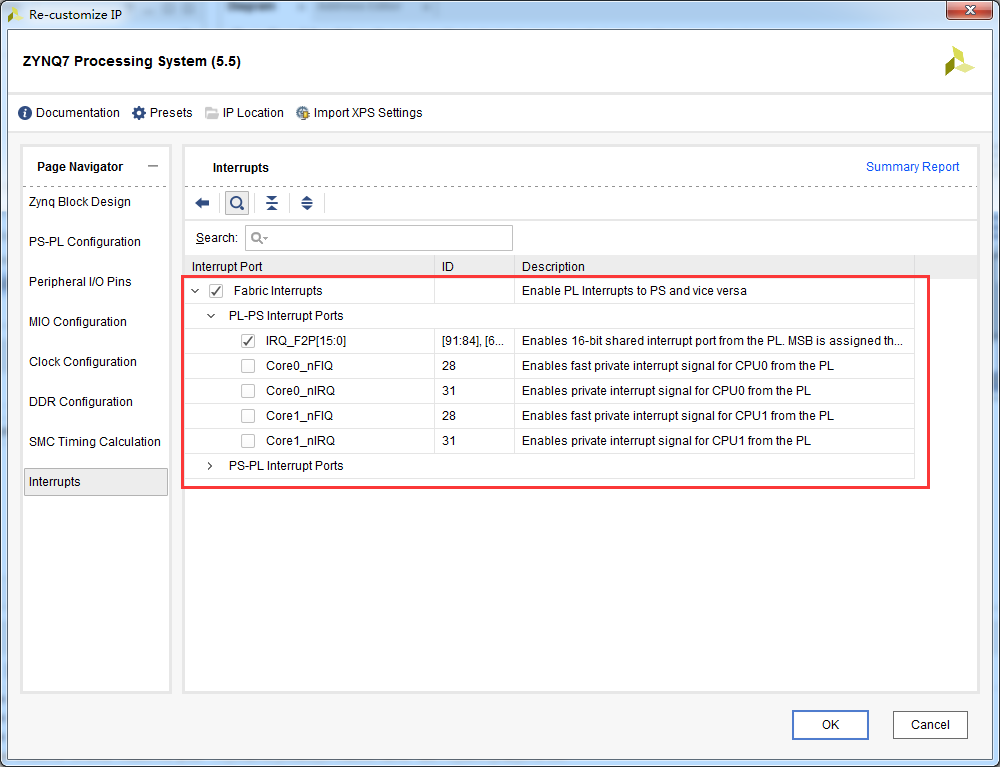 Re-customize IP
ZYNQ7 Processing System (5.5)
Documentation Presets IP Location Import XPS Settings
Page Navigator
Zynq Block Design
PS-PL Configuration
Peripheral I/O Pins
MIO Configuration
Clock Configuration
DDR Configuration
SMC Timing Calculation
Interrupts
Interrupts Summary Report
Search:
Interrupt Port ID Description
Fabric Interrupts Enable PL Interrupts to PS and vice versa
PL-PS Interrupt Ports
IRQ_F2P[15:0] [91:84], [6... Enables 16-bit shared interrupt port from the PL. MSB is assigned th...
Core0_nFIQ 28 Enables fast private interrupt signal for CPU0 from the PL
Core0_nIRQ 31 Enables private interrupt signal for CPU0 from the PL
Core1_nFIQ 28 Enables fast private interrupt signal for CPU1 from the PL
Core1_nIRQ 31 Enables private interrupt signal for CPU1 from the PL
PS-PL Interrupt Ports
OK Cancel